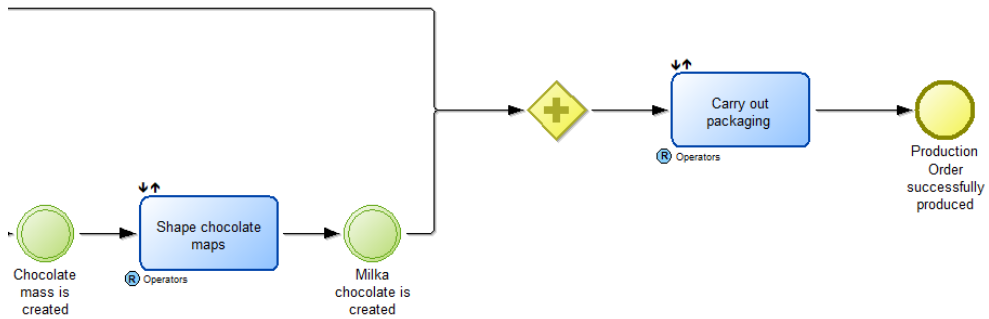 Carry out
packaging
R Operators
Production
Order
successfully
produced
Shape chocolate
maps
R Operators
Chocolate
mass is
created
Milka
chocolate is
created